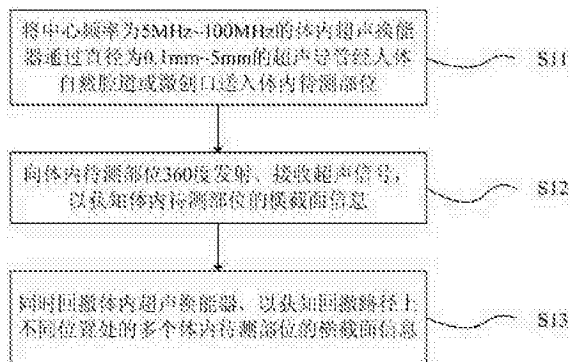 将中心频率为5MHz~100MHz的体内超声换能
器通过直径为0.1mm~5mm的超声导管经人体
自然腔道或微创口送入体内待测部位
S11
向体内待测部位360度发射、接收超声信号，
以获知体内待测部位的横截面信息
S12
同时回撤体内超声换能器、以获知回撤路径上
不同位置处的多个体内待测部位的横截面信息
S13